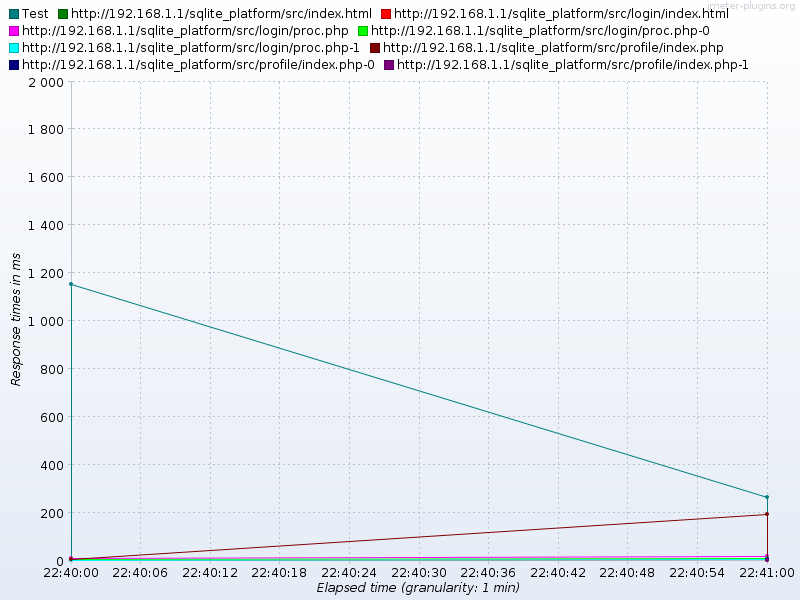 jmeter-plugins.org
Test http://192.168.1.1/sqlite_platform/src/index.html http://192.168.1.1/sqlite_platform/src/login/index.html
http://192.168.1.1/sqlite_platform/src/login/proc.php http://192.168.1.1/sqlite_platform/src/login/proc.php-0
http://192.168.1.1/sqlite_platform/src/login/proc.php-1 http://192.168.1.1/sqlite_platform/src/profile/index.php
http://192.168.1.1/sqlite_platform/src/profile/index.php-0 http://192.168.1.1/sqlite_platform/src/profile/index.php-1
2 000
1 800
1 600
1 400
1 200
1 000
800
600
400
200
0
Response times in ms
22:40:00 22:40:06 22:40:12 22:40:18 22:40:24 22:40:30 22:40:36 22:40:42 22:40:48 22:40:54 22:41:00
Elapsed time (granularity: 1 min)